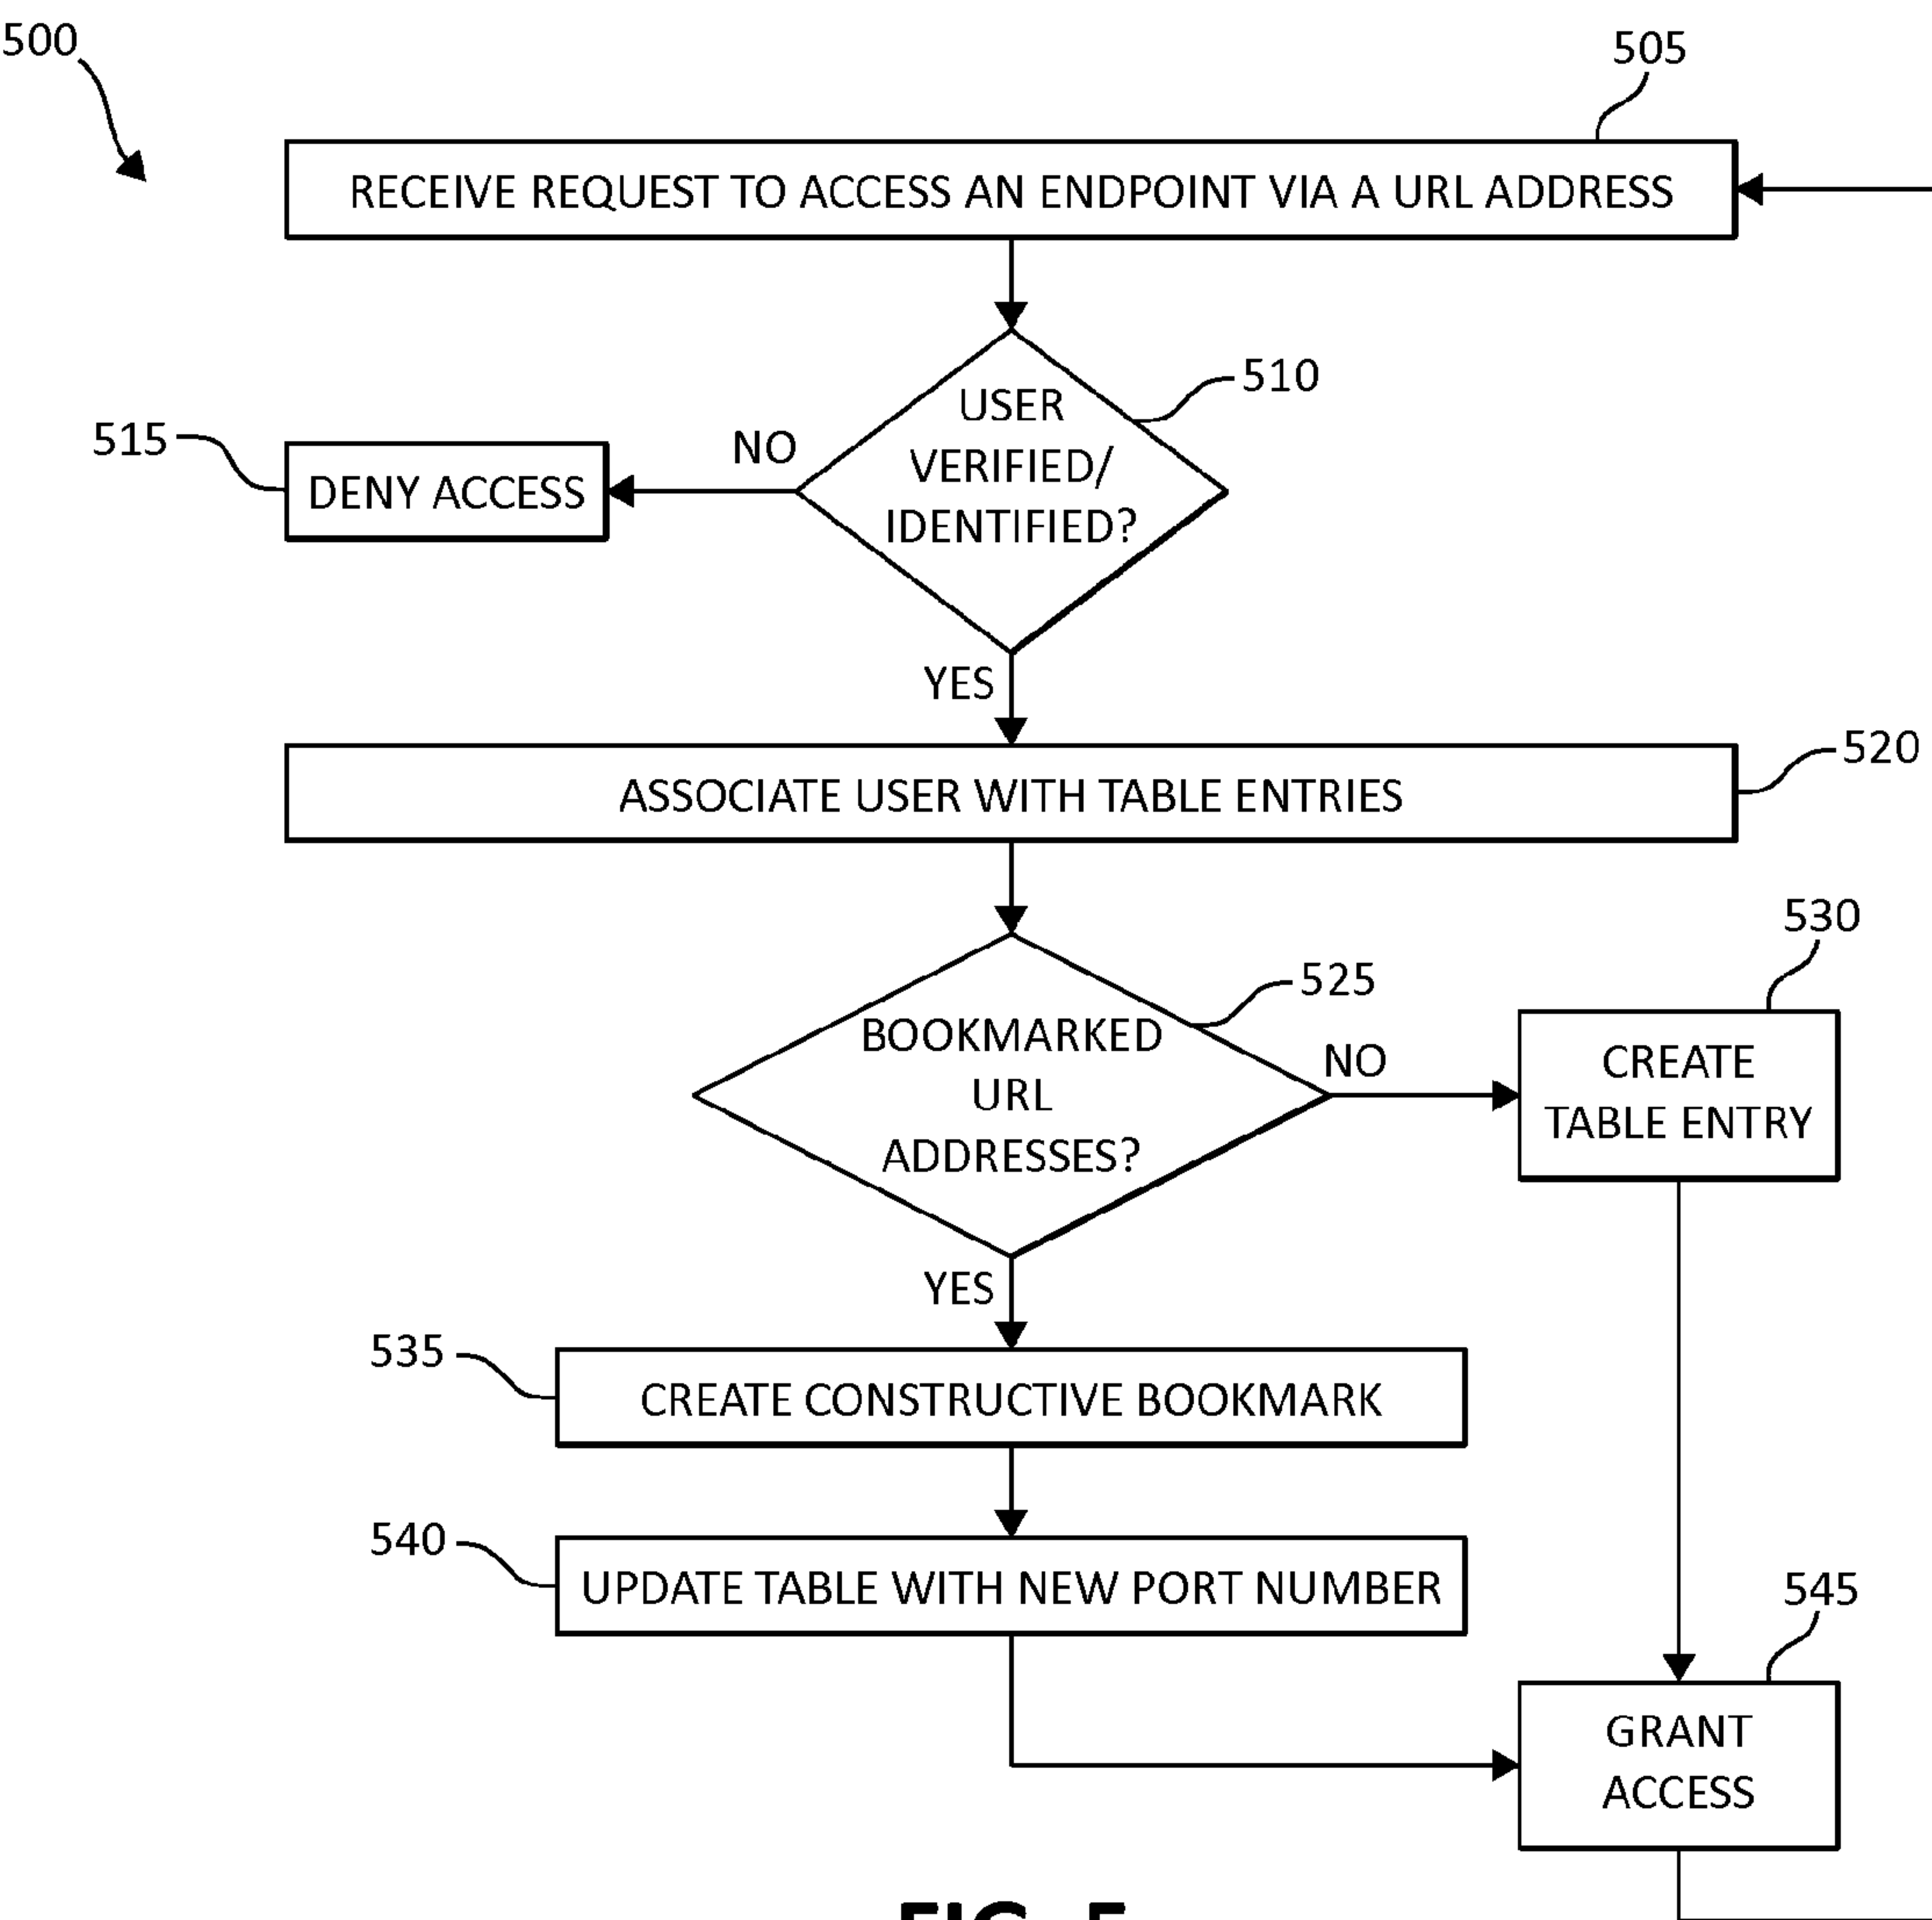 500
505
RECEIVE REQUEST TO ACCESS AN ENDPOINT VIA A URL ADDRESS
510
USER
VERIFIED/
IDENTIFIED?
NO
515
DENY ACCESS
YES
520
ASSOCIATE USER WITH TABLE ENTRIES
530
525
BOOKMARKED
URL
ADDRESSES?
NO
CREATE
TABLE ENTRY
YES
535
CREATE CONSTRUCTIVE BOOKMARK
540
UPDATE TABLE WITH NEW PORT NUMBER
545
GRANT
ACCESS
FIG.